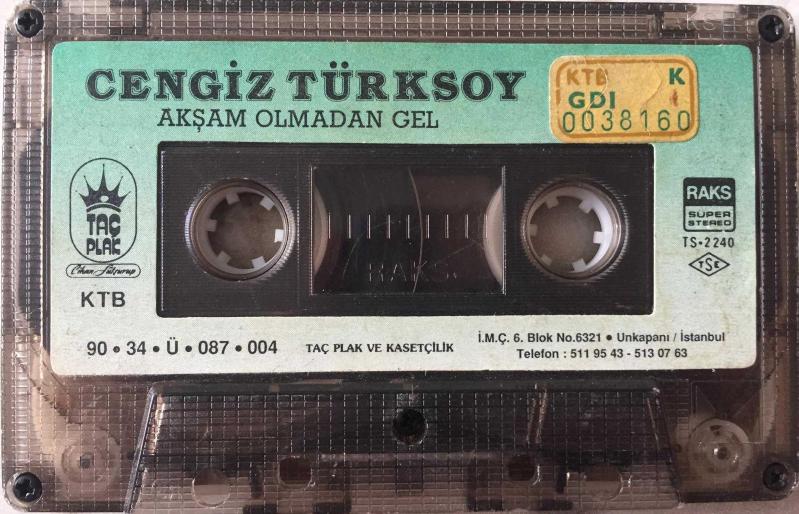 RAKS
CENGİZ TÜRKSOY
AKŞAM OLMADAN GEL
KTB K
GDI
0038160
TAÇ
PLAK
KTB
RAKS
RAKS
SÜPER
STEREO
TS•2240
TSE
90 • 34 • Ü • 087 • 004
TAÇ PLAK VE KASETÇİLİK
İ.M.Ç. 6. Blok No.6321 • Unkapanı / İstanbul
Telefon : 511 95 43 - 513 07 63